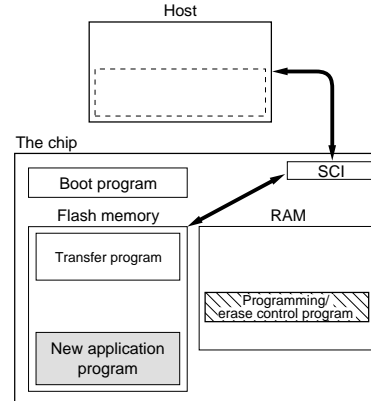 Host
The chip
SCI
Boot program
Flash memory
RAM
Transfer program
Programming/
erase control program
New application
program